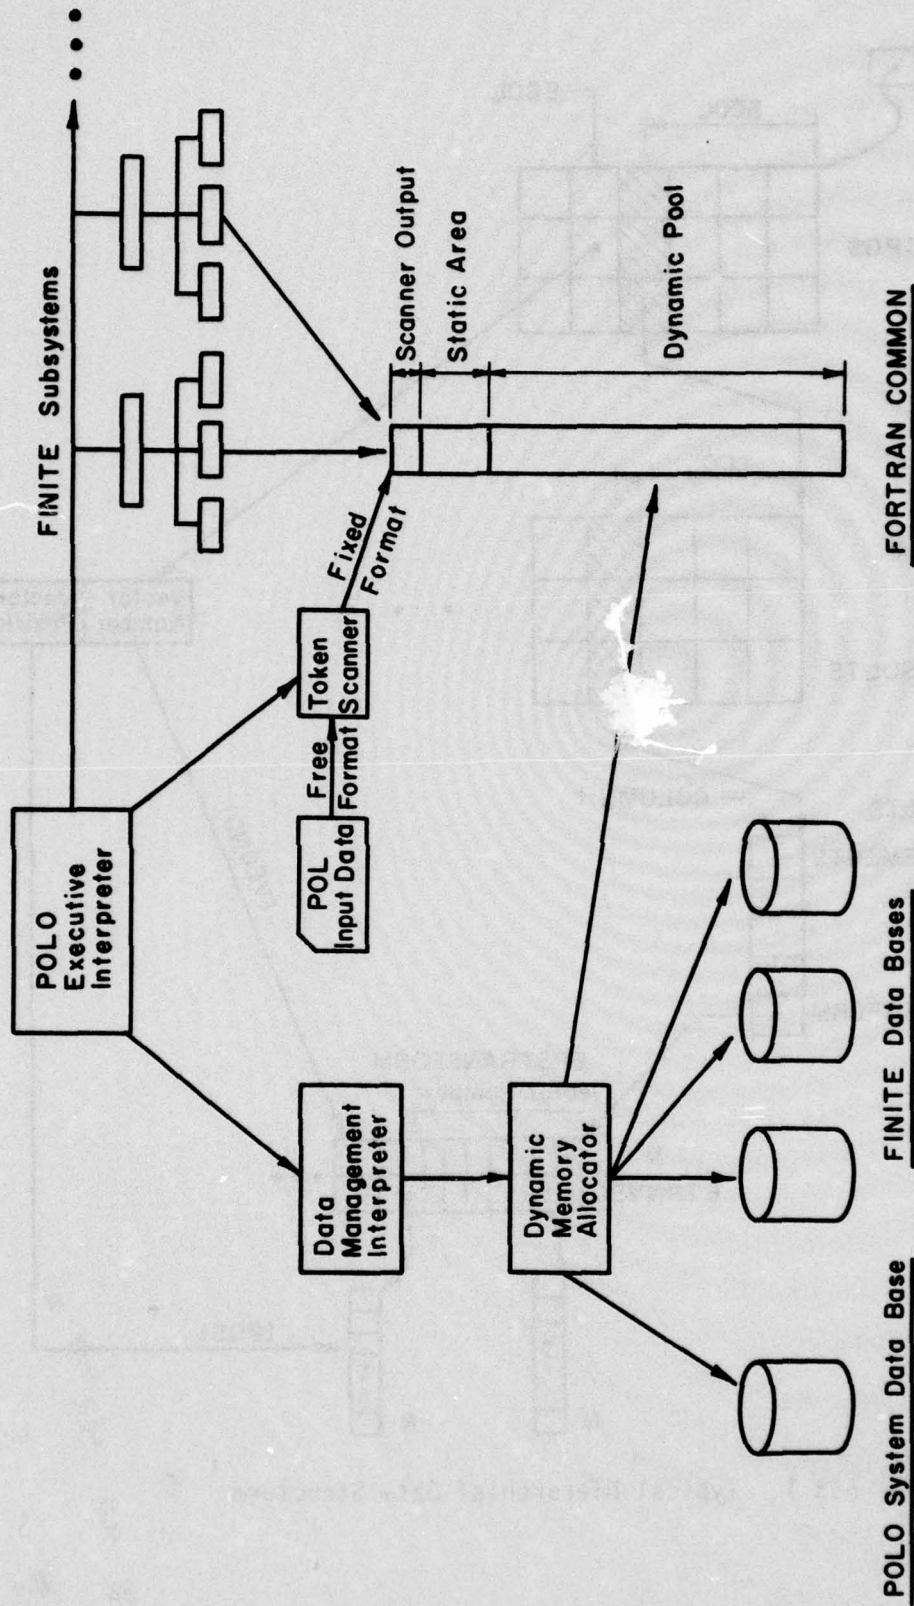 POLO
Executive
Interpreter
FINITE Subsystems
Data
Management
Interpreter
POL
Input Data
Free
Format
Token
Scanner
Fixed
Format
Scanner Output
Static Area
Dynamic Pool
Dynamic
Memory
Allocator
POLO System Data Base
FINITE Data Bases
FORTRAN COMMON